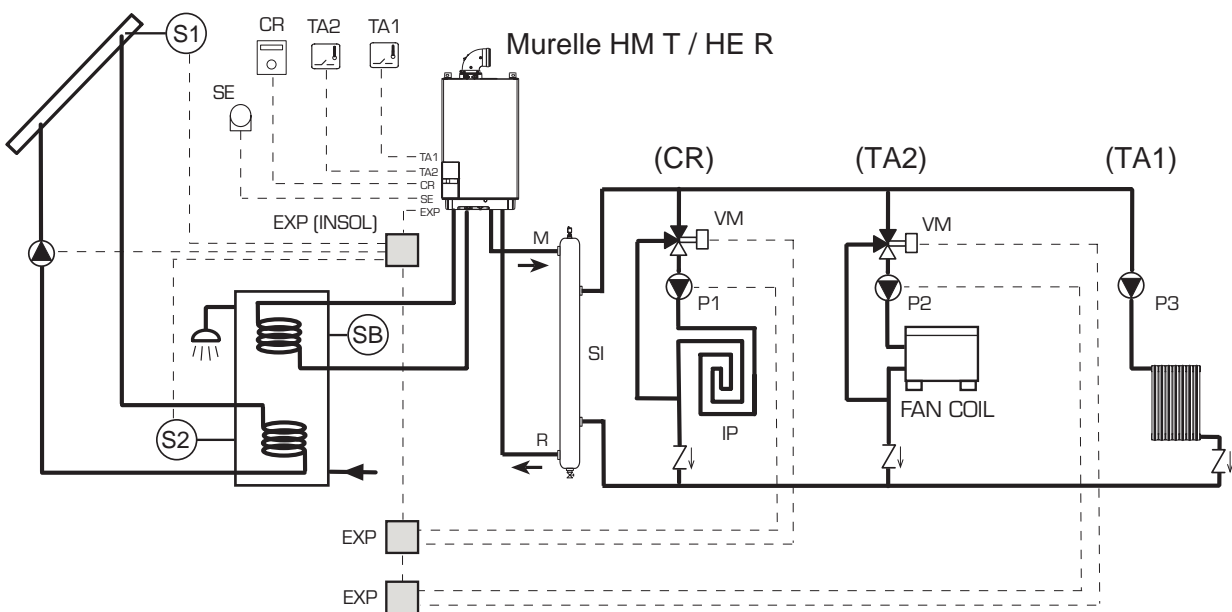 S1
CR
TA2
TA1
Murelle HM T / HE R
SE
TA1
TA2
CR
SE
EXP
EXP (INSOL)
(CR)
(TA2)
(TA1)
M
VM
VM
P1
P2
P3
SB
SI
FAN COIL
IP
S2
R
EXP
EXP